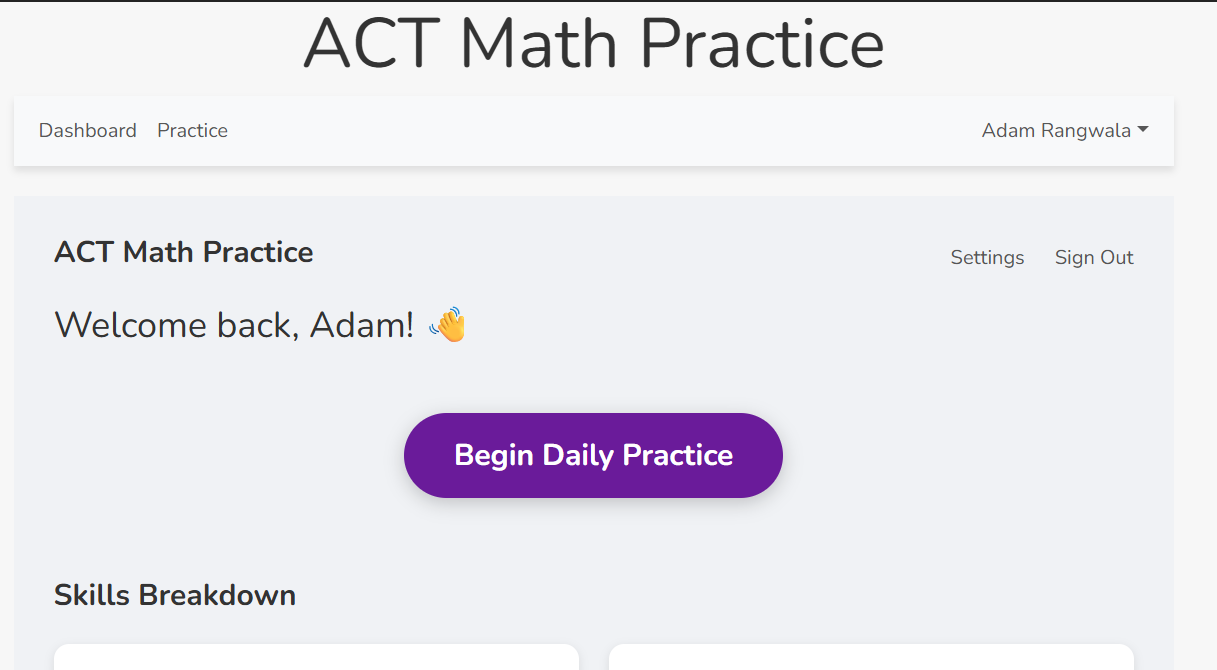 ACT Math Practice
Dashboard Practice Adam Rangwala
ACT Math Practice
Settings Sign Out
Welcome back, Adam! 👋
Begin Daily Practice
Skills Breakdown